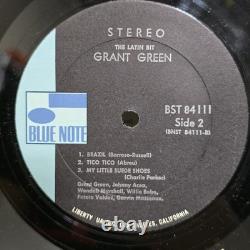 STEREO
THE LATIN BIT
GRANT GREEN
BST 84111
Side 2
(BNST 84111-B)
BLUE NOTE
1. BRAZIL (Barroso-Russell)
2. TICO TICO (Abreu)
3. MY LITTLE SUEDE SHOES
(Charlie Parker)
Grant Green, Johnny Acea,
Wendell Marshall, Willie Bobo,
Potato Valdez, Garvin Masseaux.
LIBERTY CALIFORNIA